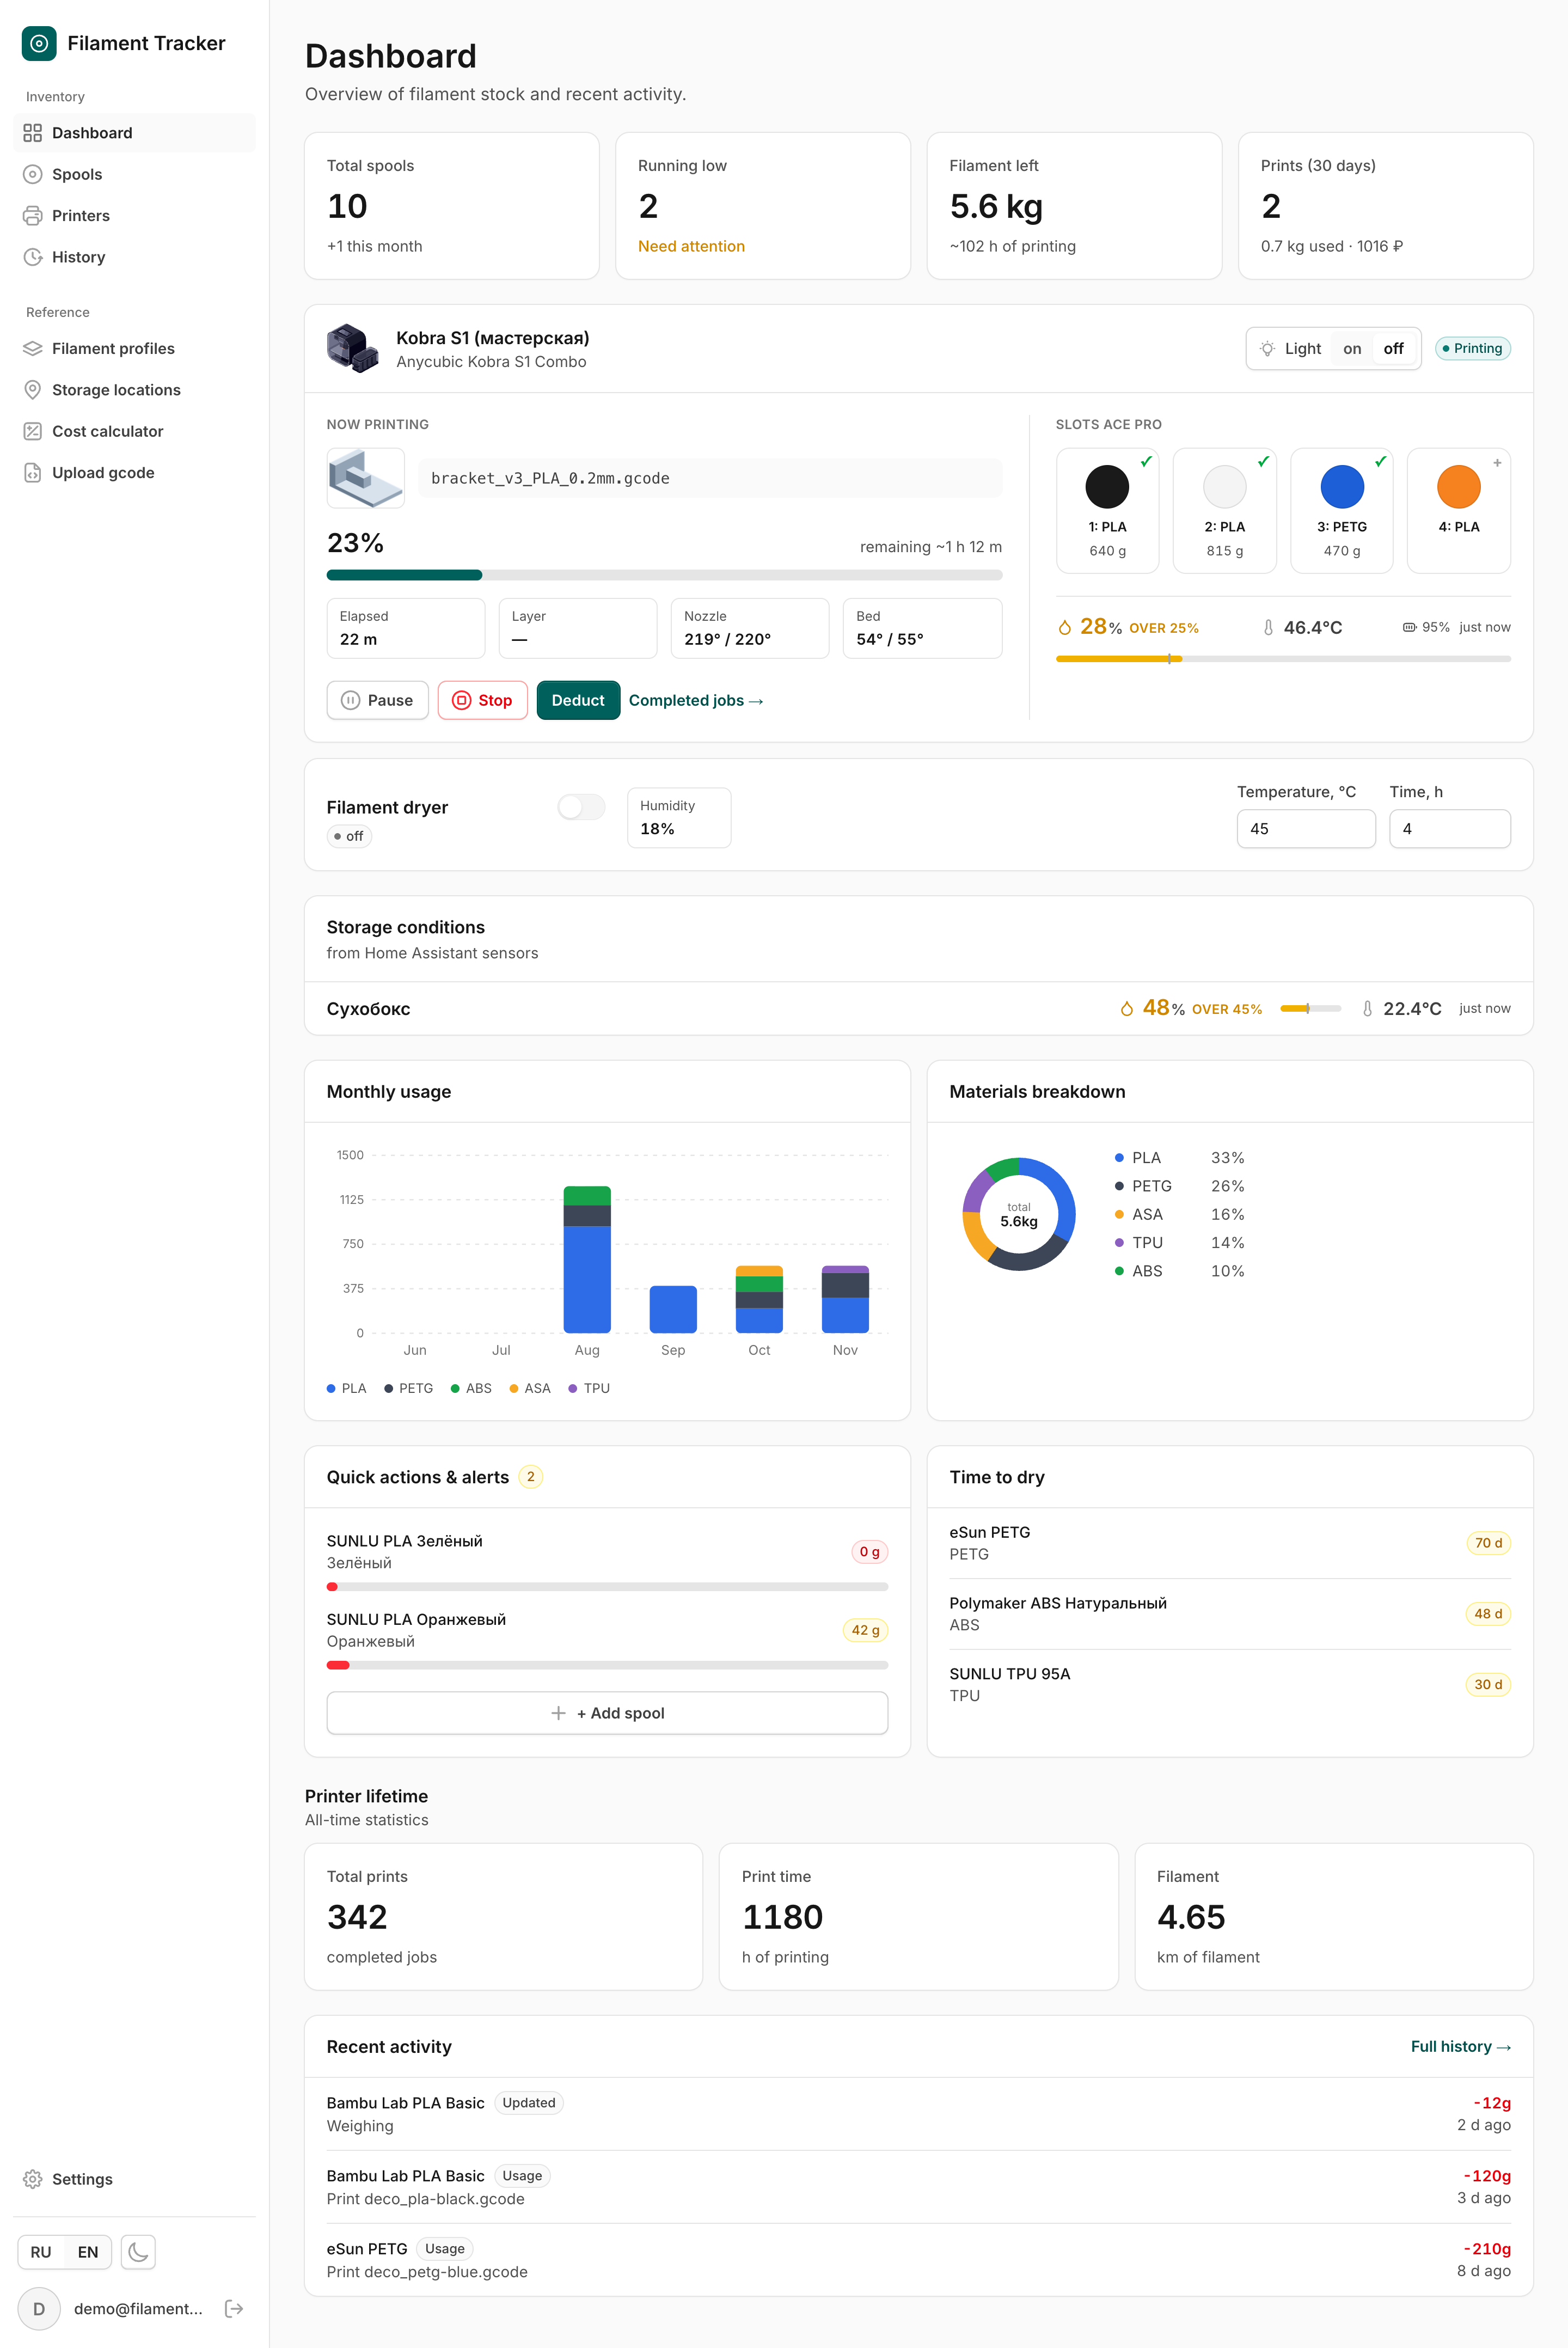 Filament Tracker
Inventory
Dashboard
Spools
Printers
History
Reference
Filament profiles
Storage locations
Cost calculator
Upload gcode
Settings
RU EN
D demo@filament...
Dashboard
Overview of filament stock and recent activity.
Total spools
10
+1 this month
Running low
2
Need attention
Filament left
5.6 kg
~102 h of printing
Prints (30 days)
2
0.7 kg used · 1016 ₽
Kobra S1 (мастерская)
Anycubic Kobra S1 Combo
Light on off
Printing
NOW PRINTING
bracket_v3_PLA_0.2mm.gcode
23% remaining ~1 h 12 m
Elapsed
22 m
Layer
—
Nozzle
219° / 220°
Bed
54° / 55°
Pause Stop Deduct Completed jobs →
SLOTS ACE PRO
1: PLA
640 g
2: PLA
815 g
3: PETG
470 g
4: PLA
28% OVER 25% 46.4°C 95% just now
Filament dryer
off
Humidity
18%
Temperature, °C
45
Time, h
4
Storage conditions
from Home Assistant sensors
Сухобокс 48% OVER 45% 22.4°C just now
Monthly usage
1500
1125
750
375
0
Jun Jul Aug Sep Oct Nov
PLA PETG ABS ASA TPU
Materials breakdown
total
5.6kg
PLA 33%
PETG 26%
ASA 16%
TPU 14%
ABS 10%
Quick actions & alerts 2
SUNLU PLA Зелёный
Зелёный
0 g
SUNLU PLA Оранжевый
Оранжевый
42 g
+ Add spool
Time to dry
eSun PETG
PETG
70 d
Polymaker ABS Натуральный
ABS
48 d
SUNLU TPU 95A
TPU
30 d
Printer lifetime
All-time statistics
Total prints
342
completed jobs
Print time
1180
h of printing
Filament
4.65
km of filament
Recent activity Full history →
Bambu Lab PLA Basic Updated -12g
Weighing 2 d ago
Bambu Lab PLA Basic Usage -120g
Print deco_pla-black.gcode 3 d ago
eSun PETG Usage -210g
Print deco_petg-blue.gcode 8 d ago